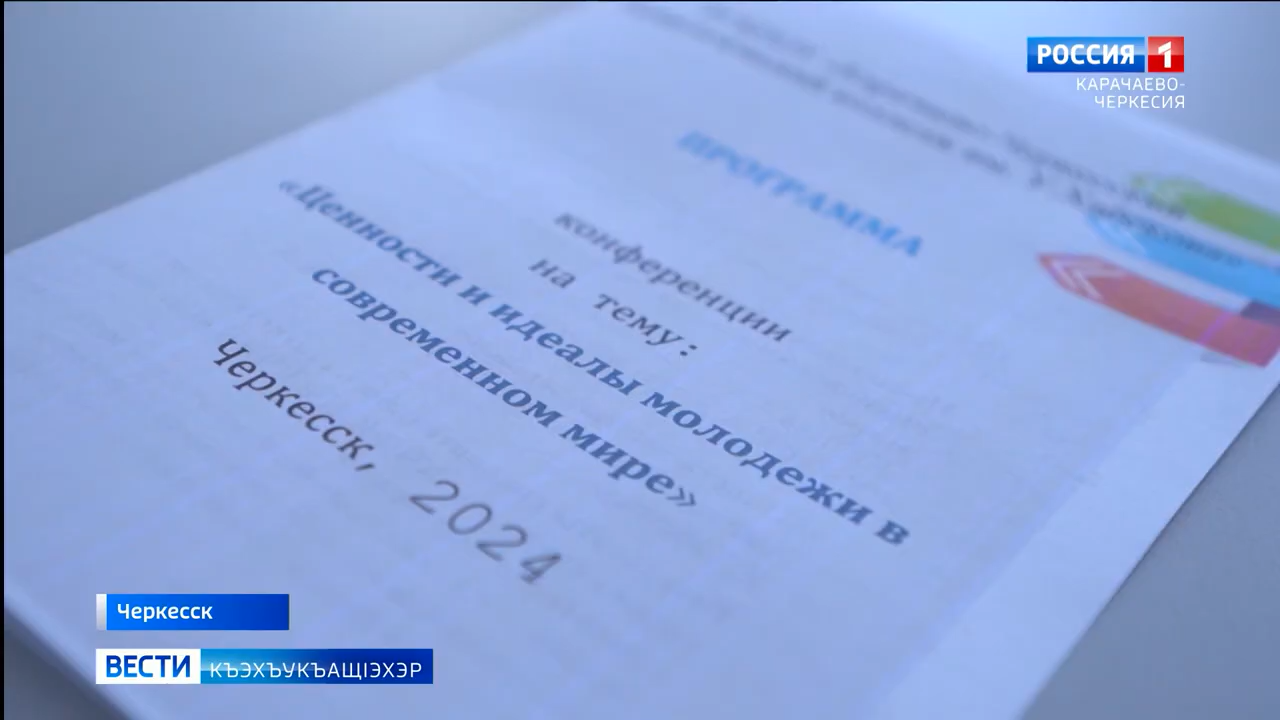 РОССИЯ 1
КАРАЧАЕВО-
ЧЕРКЕСИЯ
ПРОГРАММА
конференции
на тему:
«Ценности и идеалы молодежи в
современном мире»
Черкесск, 2024
Черкесск
ВЕСТИ КЪЭХЪУКЪАЩIЭХЭР